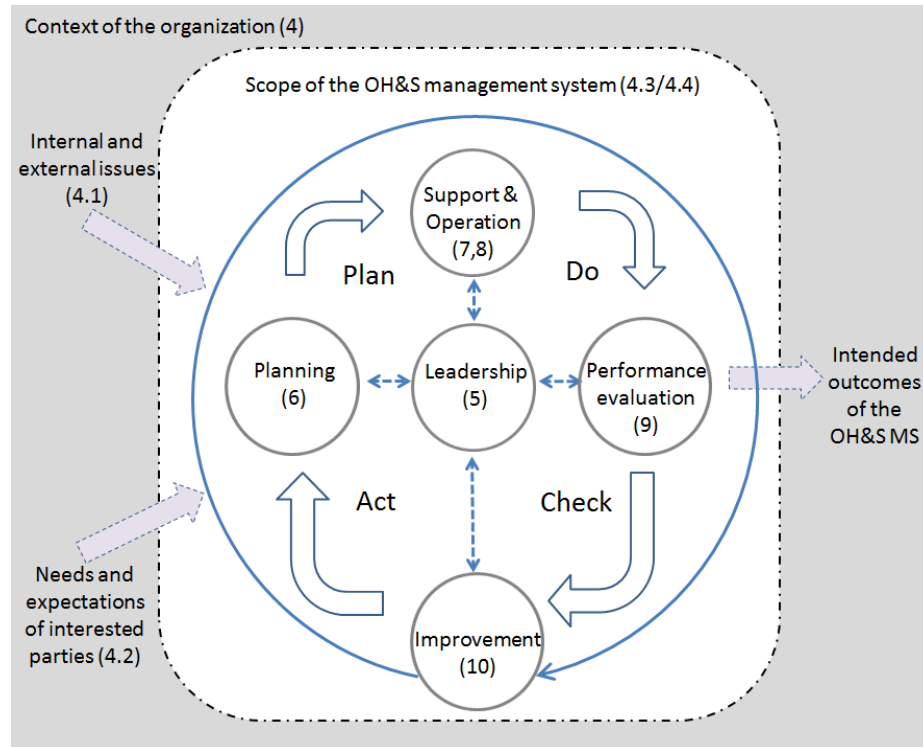 Context of the organization (4)
Scope of the OH&S management system (4.3/4.4)
Internal and
external issues
(4.1)
Support &
Operation
(7,8)
Plan
Do
Planning
(6)
Leadership
(5)
Performance
evaluation
(9)
Intended
outcomes
of the
OH&S MS
Act
Check
Needs and
expectations
of interested
parties (4.2)
Improvement
(10)